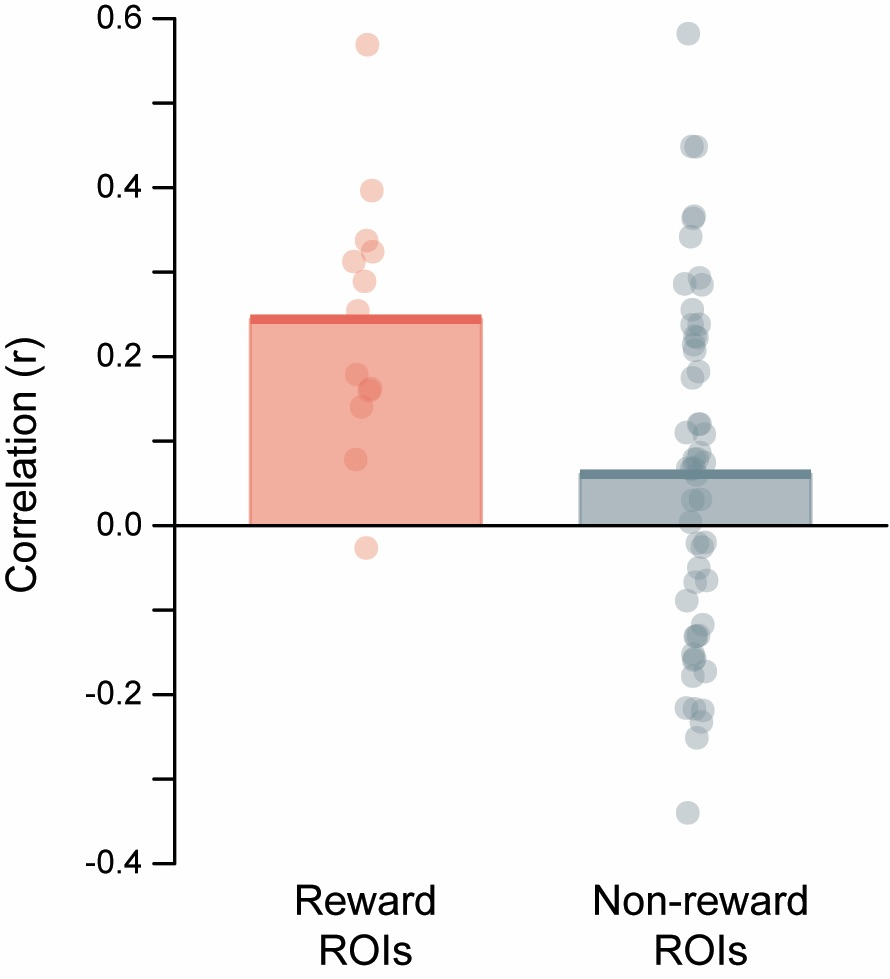 0.6
0.4
0.2
0.0
-0.2
-0.4
Correlation (r)
Reward
ROIs
Non-reward
ROIs